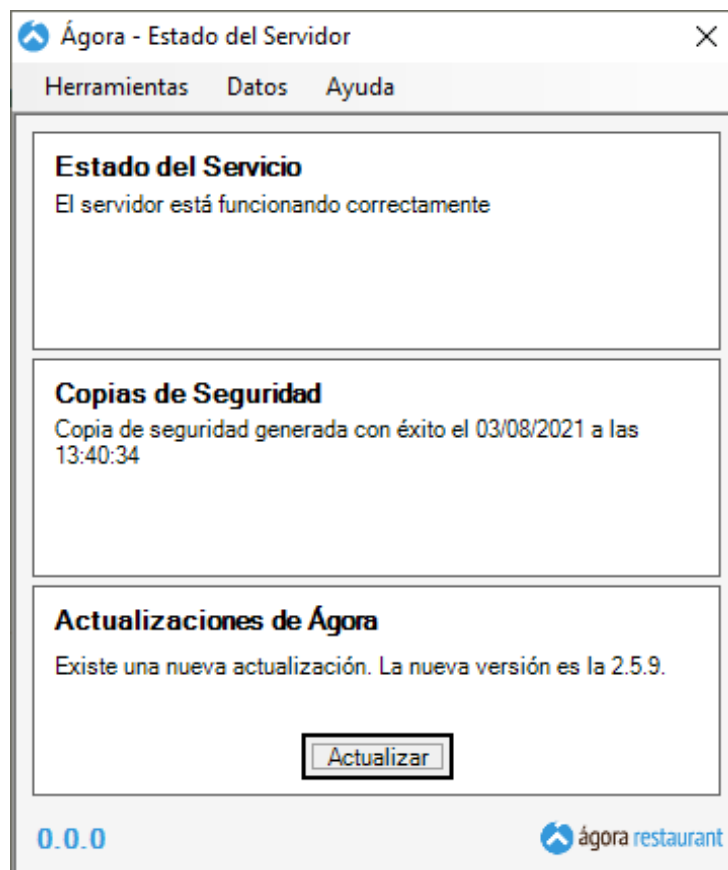 Ágora - Estado del Servidor
Herramientas Datos Ayuda
Estado del Servicio
El servidor está funcionando correctamente
Copias de Seguridad
Copia de seguridad generada con éxito el 03/08/2021 a las
13:40:34
Actualizaciones de Ágora
Existe una nueva actualización. La nueva versión es la 2.5.9.
Actualizar
0.0.0
ágora restaurant